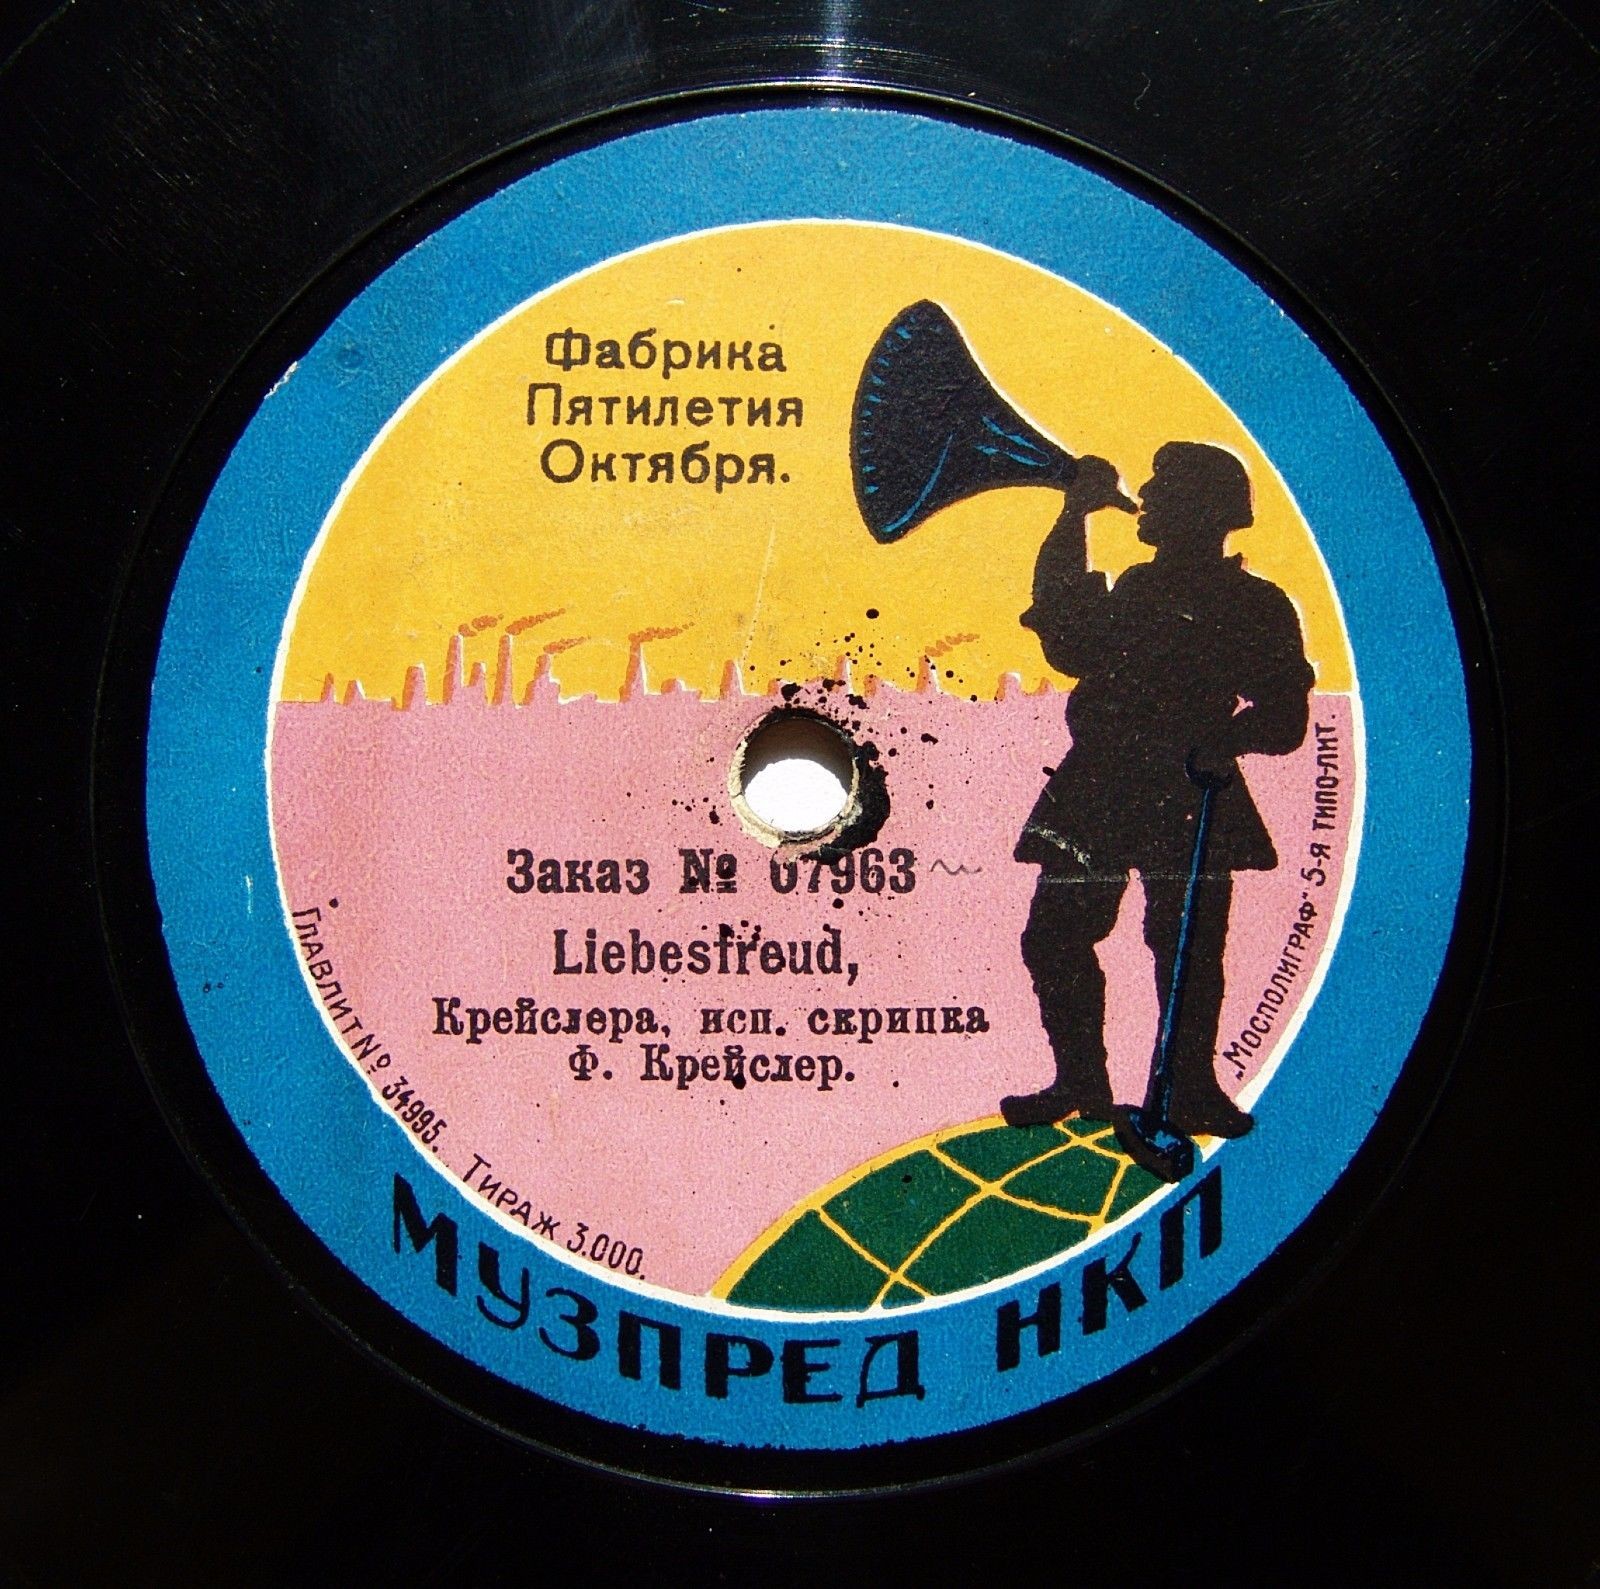 Фабрика
Пятилетия
Октября.
Заказ № 07963
Liebesfreud,
Крейслера, исп. скрипка
Ф. Крейслер.
Главлит № 34995. Тираж 3.000.
„Мосполиграф" 5-я типо-лит.
МУЗПРЕД НКП